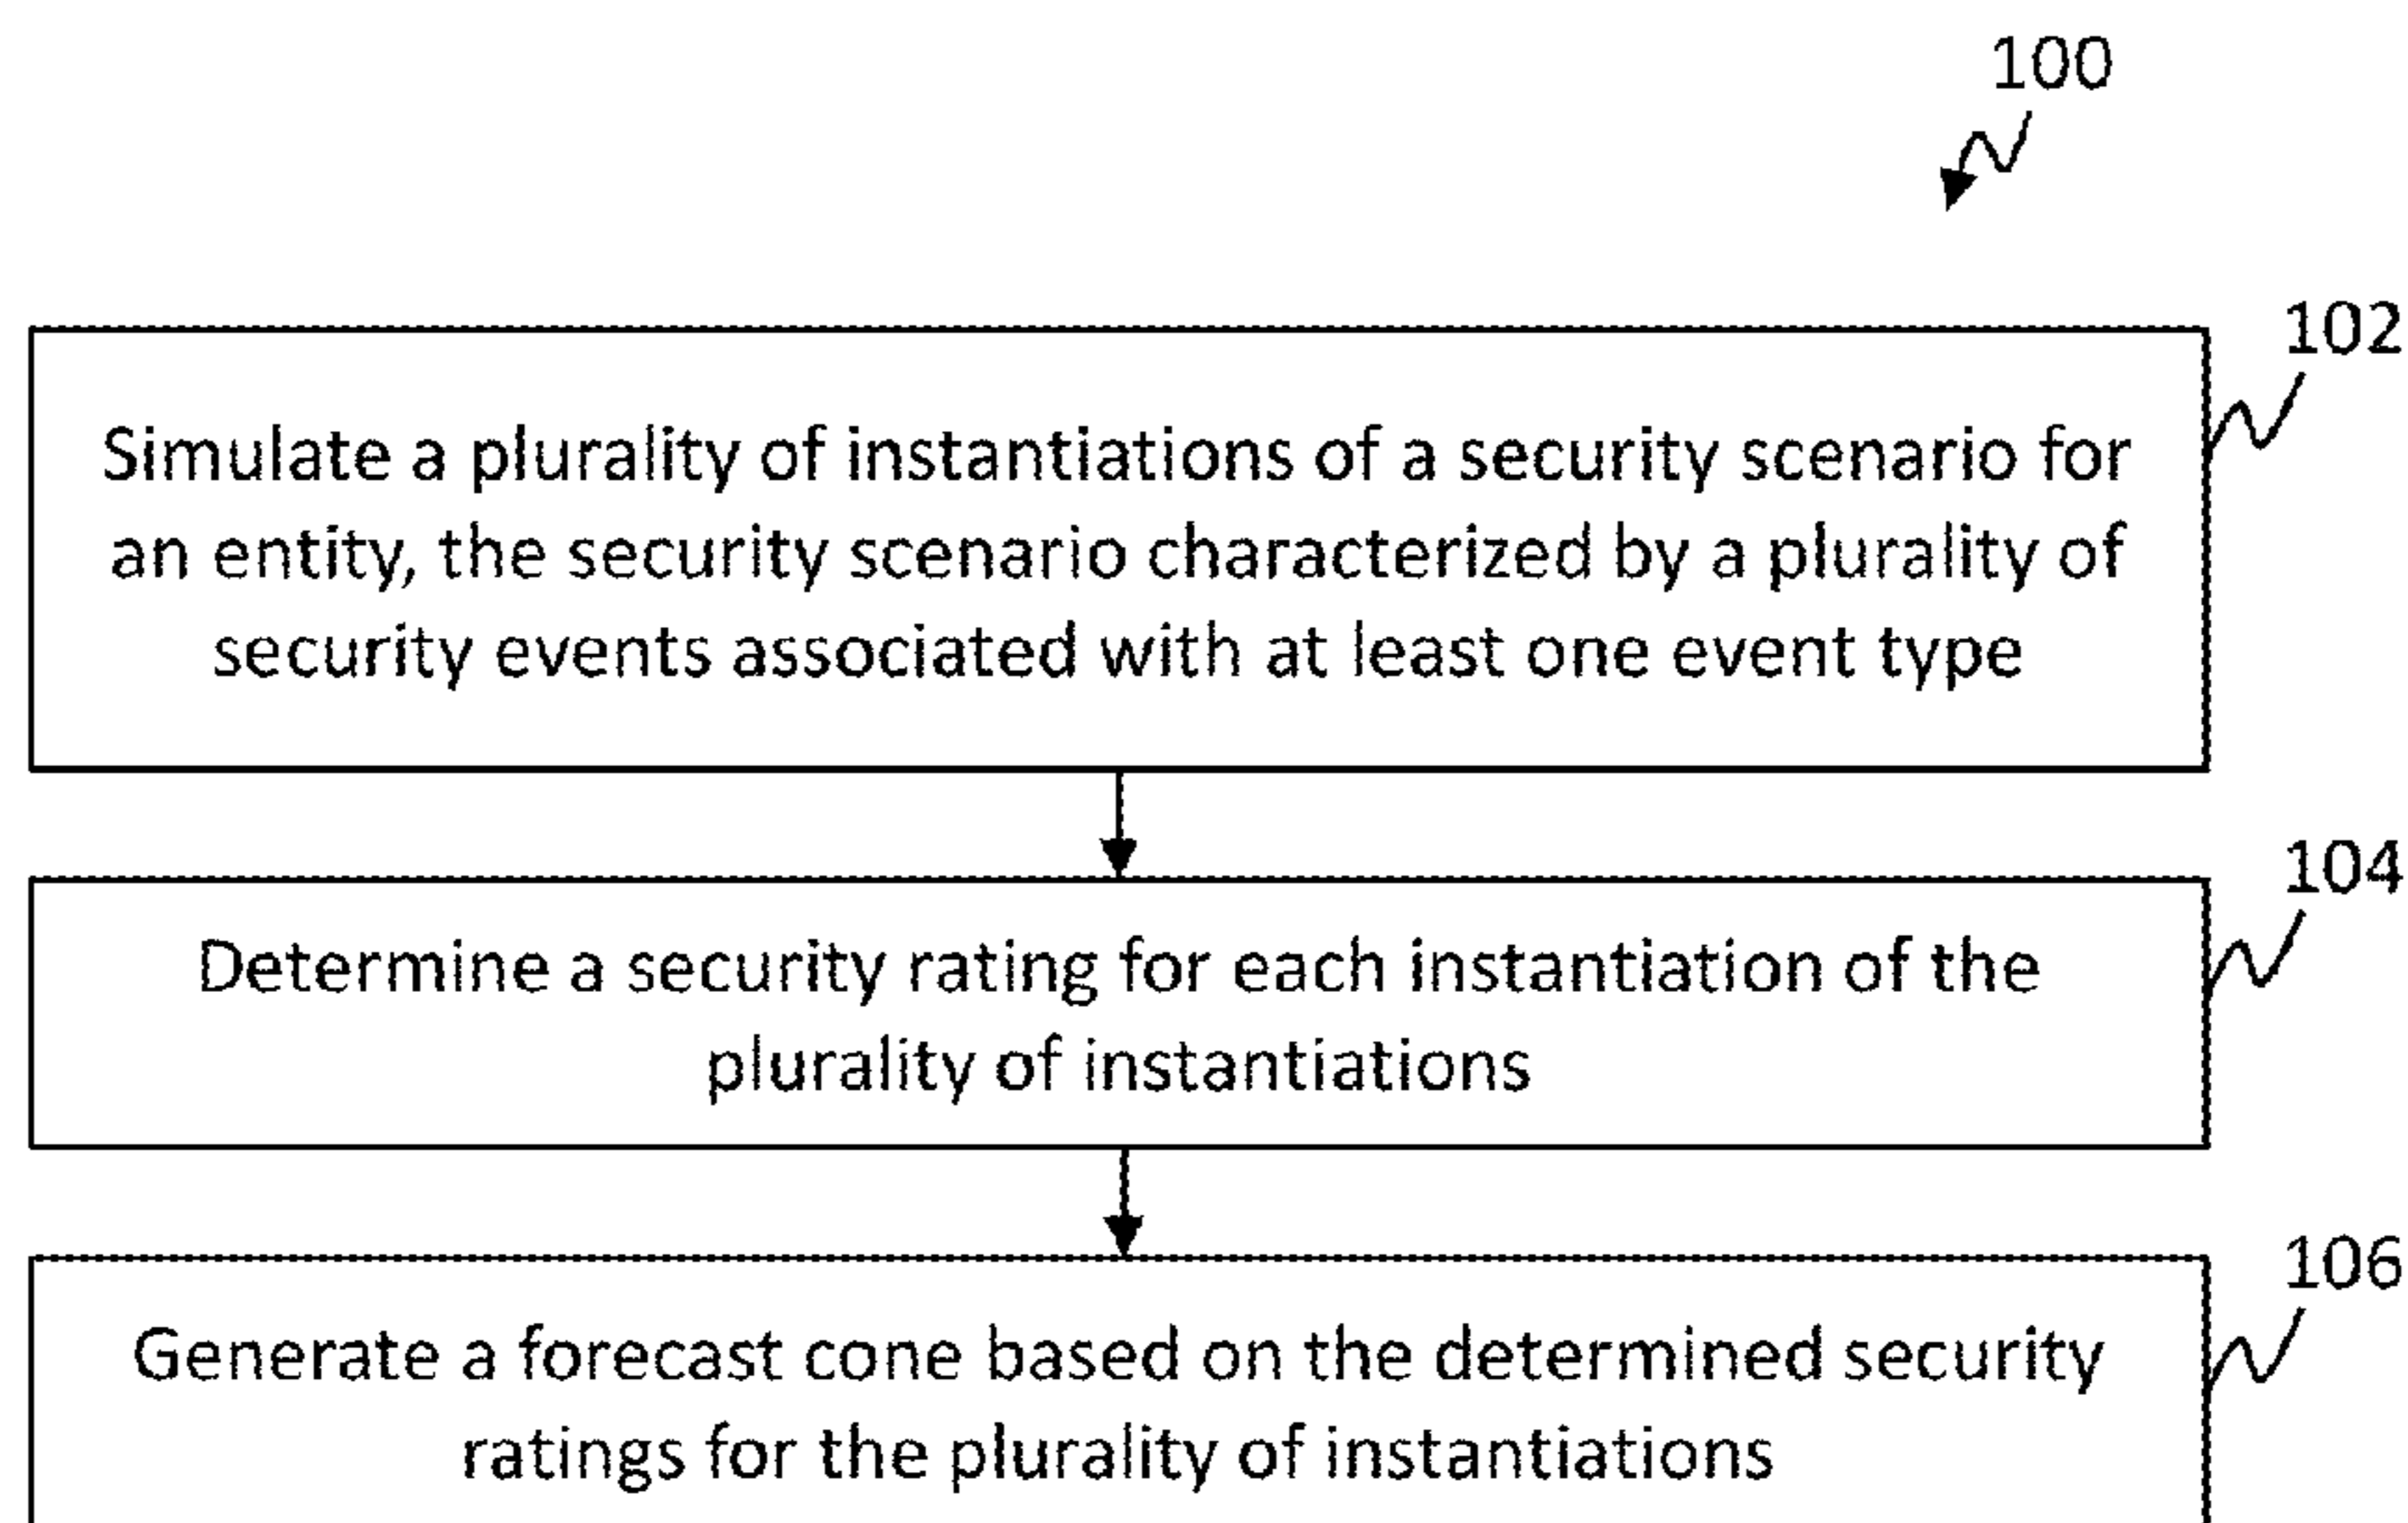 100
102
Simulate a plurality of instantiations of a security scenario for
an entity, the security scenario characterized by a plurality of
security events associated with at least one event type
104
Determine a security rating for each instantiation of the
plurality of instantiations
106
Generate a forecast cone based on the determined security
ratings for the plurality of instantiations